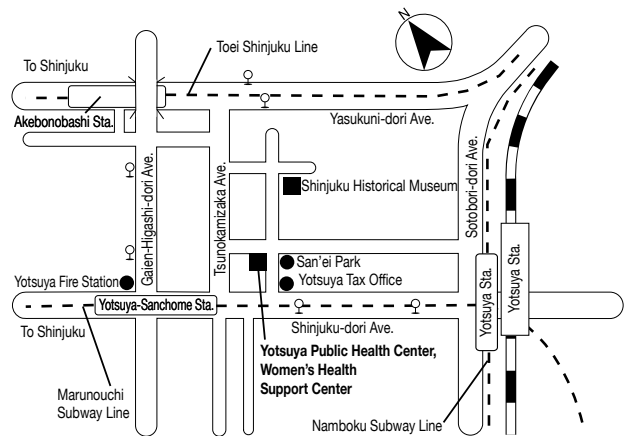 N
Toei Shinjuku Line
To Shinjuku
Akebonobashi Sta.
Yasukuni-dori Ave.
Gaien-Higashi-dori Ave.
Tsunokamizaka Ave.
Sotobori-dori Ave.
Shinjuku Historical Museum
San'ei Park
Yotsuya Fire Station
Yotsuya Tax Office
Yotsuya Sta.
Yotsuya Sta.
Yotsuya-Sanchome Sta.
To Shinjuku
Shinjuku-dori Ave.
Yotsuya Public Health Center,
Women's Health
Support Center
Marunouchi
Subway Line
Namboku Subway Line